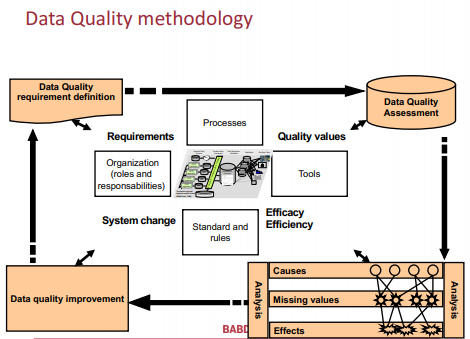 Data Quality methodology
Data Quality
requirement definition
Data Quality
Assessment
Processes
Requirements
Quality values
Organization
(roles and
responsabilities)
Tools
System change
Standard and
rules
Efficacy
Efficiency
Data quality improvement
Analysis
Causes
Missing values
Effects
Analysis
BABD